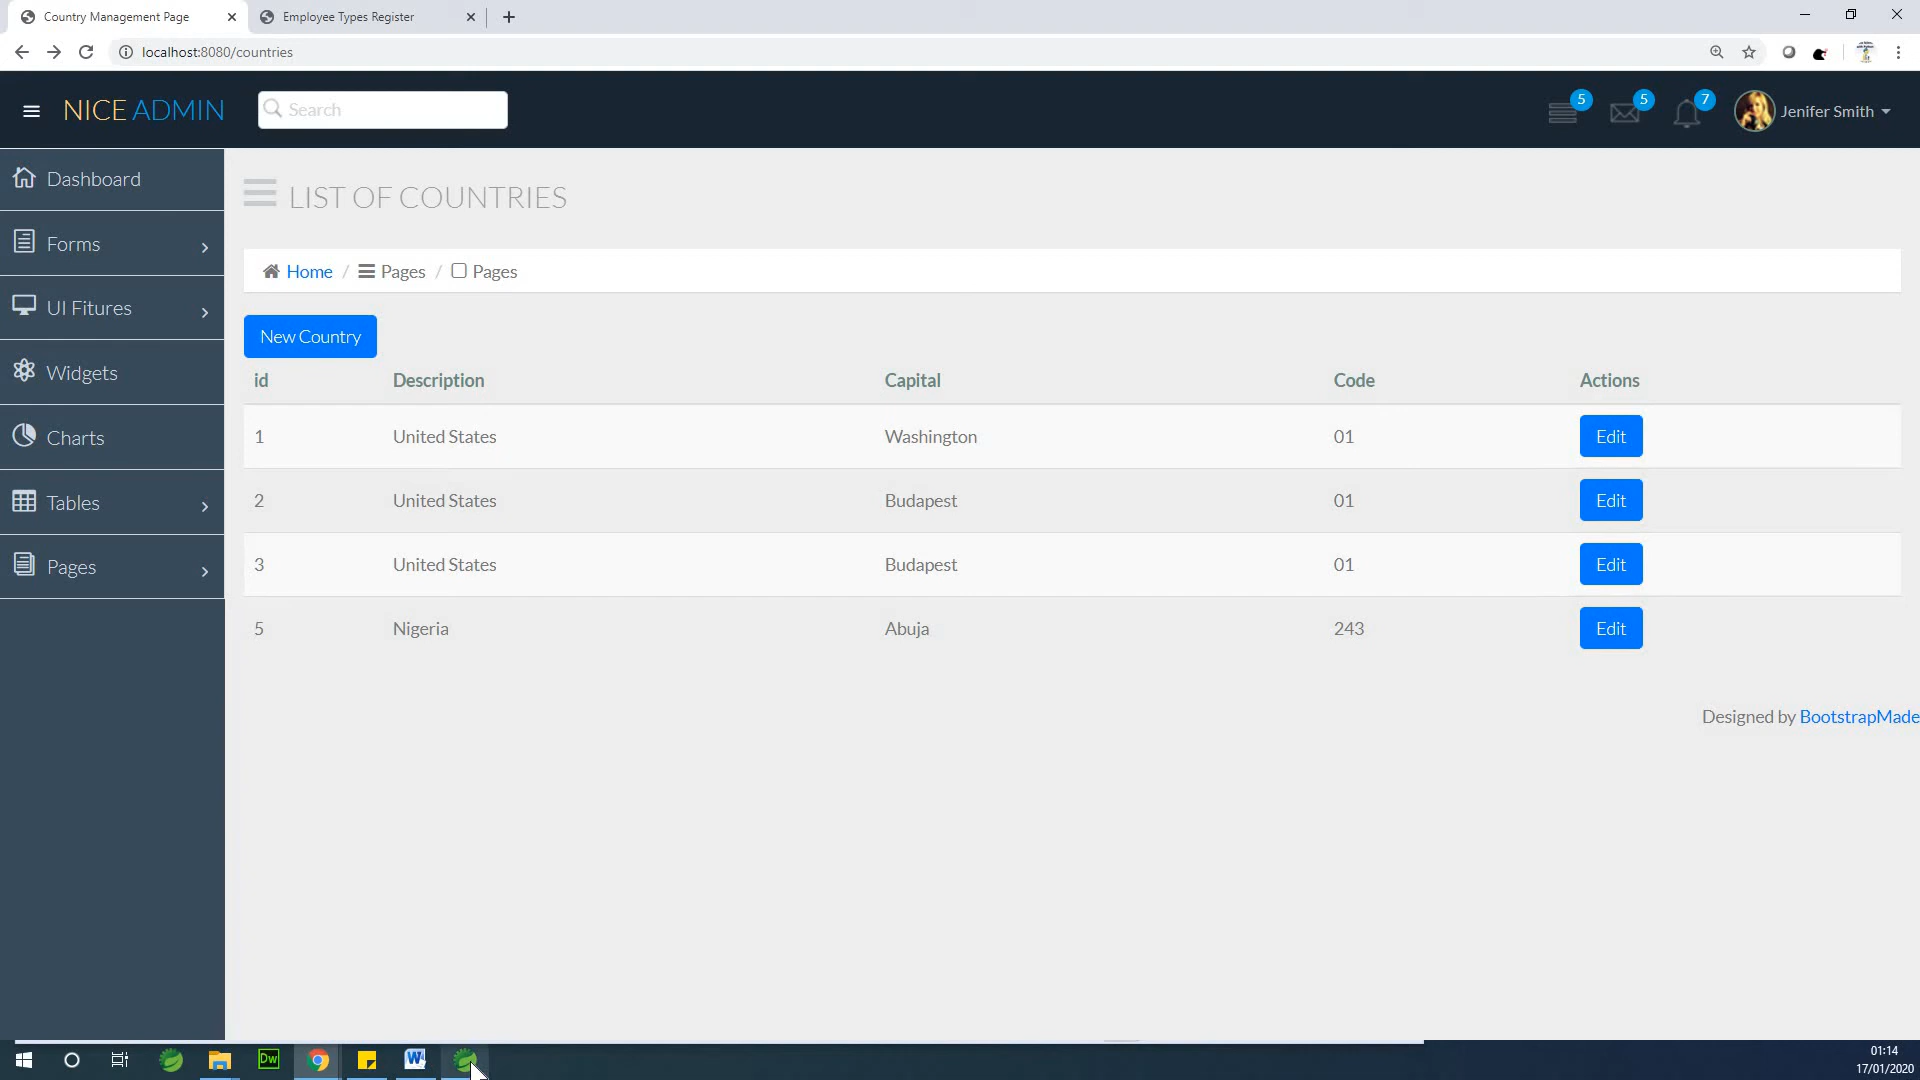 Country Management Page
Employee Types Register
localhost:8080/countries
NICE ADMIN
Search
5
5
7
Jenifer Smith
Dashboard
Forms
UI Fitures
Widgets
Charts
Tables
Pages
LIST OF COUNTRIES
Home / Pages / Pages
New Country
id Description Capital Code Actions
1 United States Washington 01 Edit
2 United States Budapest 01 Edit
3 United States Budapest 01 Edit
5 Nigeria Abuja 243 Edit
Designed by BootstrapMade
Dw
W
01:14
17/01/2020